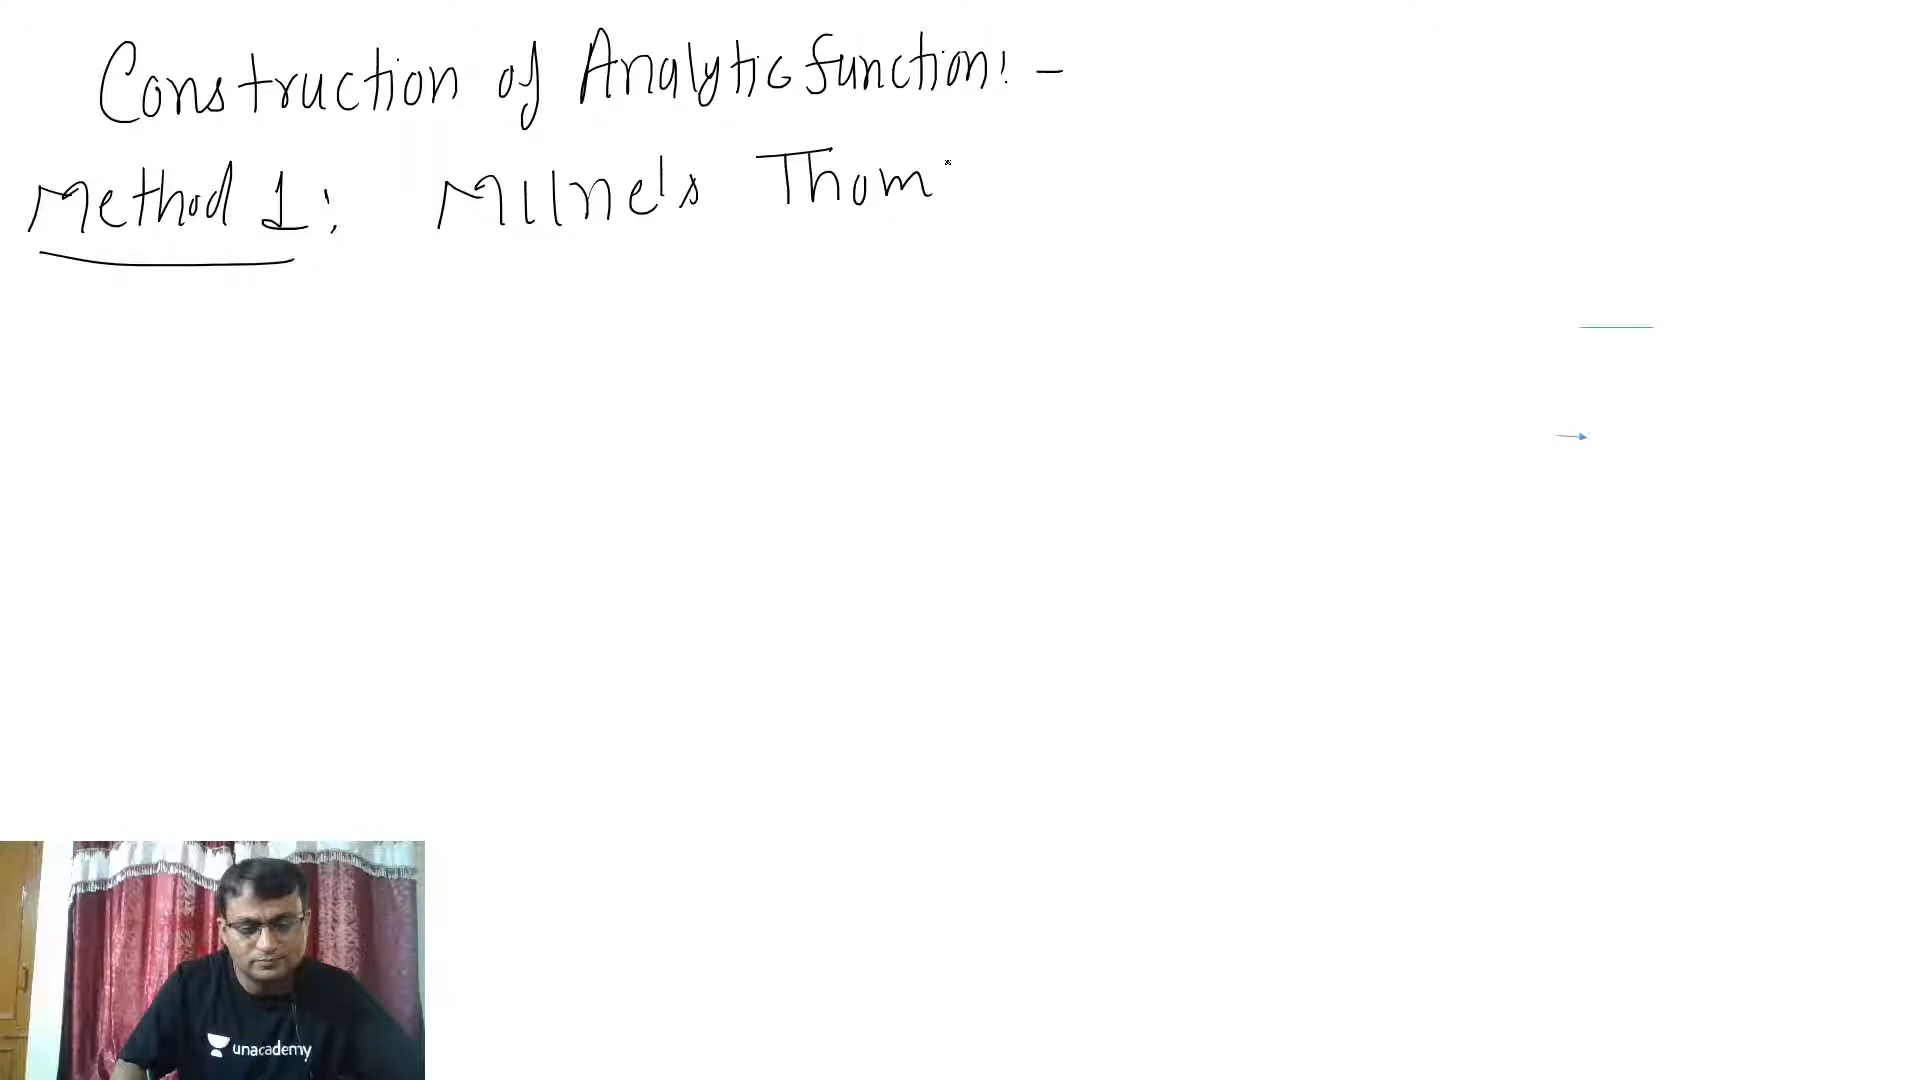 Construction of Analytic function: -
Method 1: Milne's Thom
unacademy